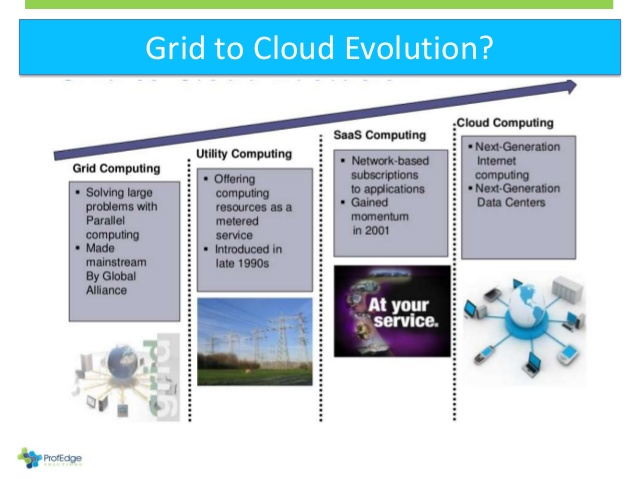 Grid to Cloud Evolution?
Grid Computing
▪ Solving large
problems with
Parallel
computing
▪ Made
mainstream
By Global
Alliance
Utility Computing
▪ Offering
computing
resources as a
metered
service
▪ Introduced in
late 1990s
SaaS Computing
▪ Network-based
subscriptions
to applications
▪ Gained
momentum
in 2001
At your
service.
Cloud Computing
▪ Next-Generation
Internet
computing
▪ Next-Generation
Data Centers
ProfEdge
SOLUTIONS